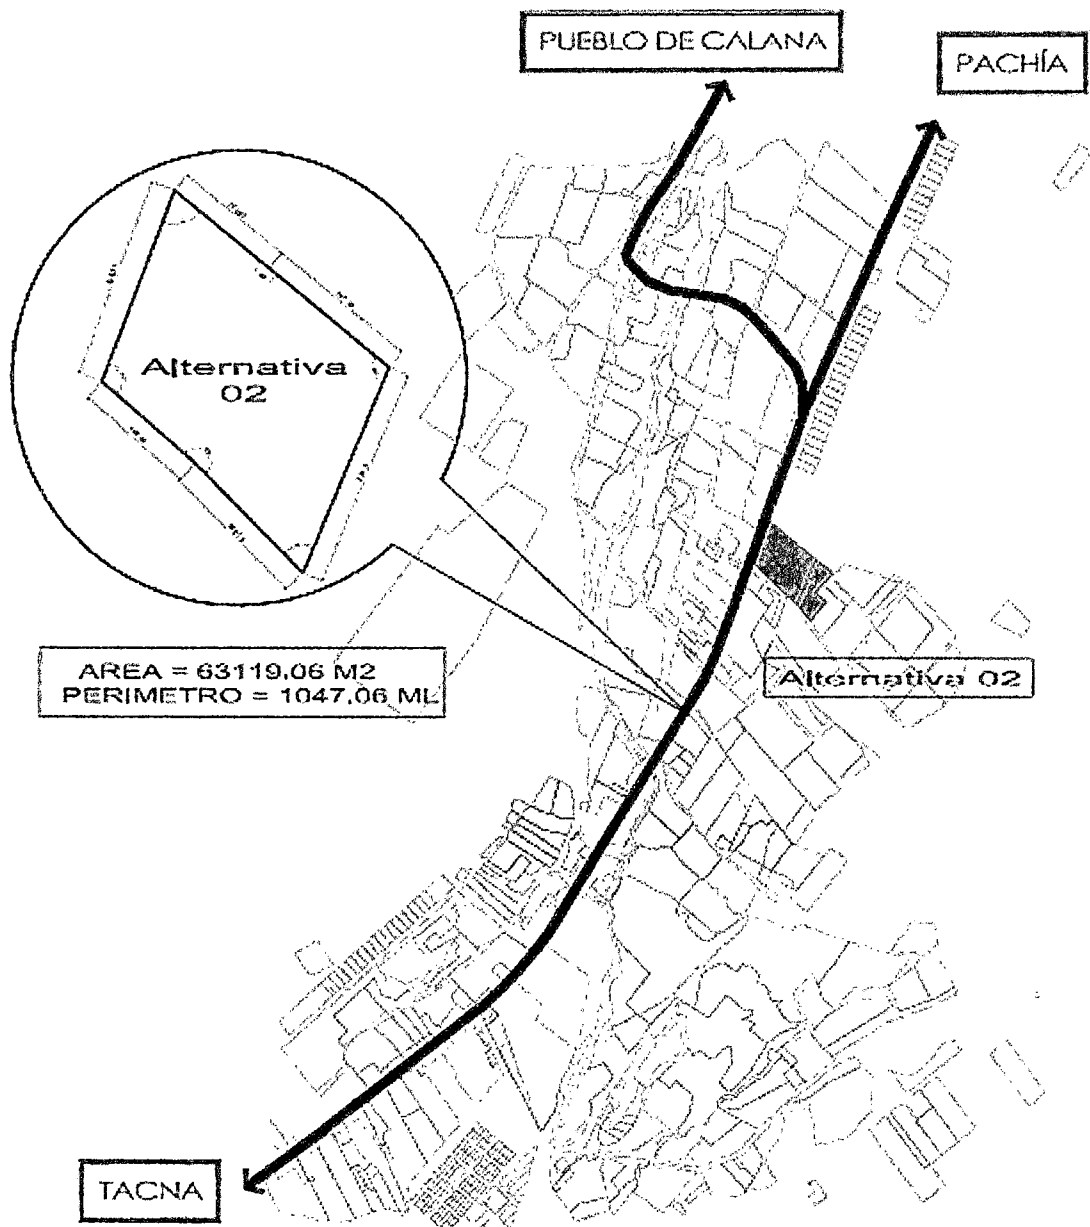 PUEBLO DE CALANA
PACHÍA
Alternativa
02
AREA = 63119.06 M2
PERIMETRO = 1047.06 ML
Alternativa 02
TACNA